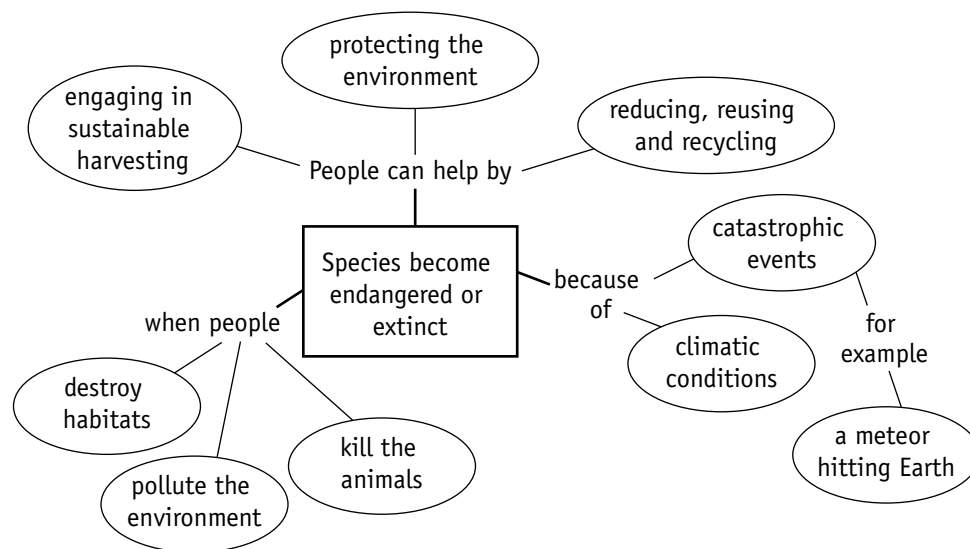 protecting the
environment
engaging in
sustainable
harvesting
reducing, reusing
and recycling
People can help by
Species become
endangered or
extinct
because
of
catastrophic
events
climatic
conditions
for
example
a meteor
hitting Earth
when people
destroy
habitats
pollute the
environment
kill the
animals